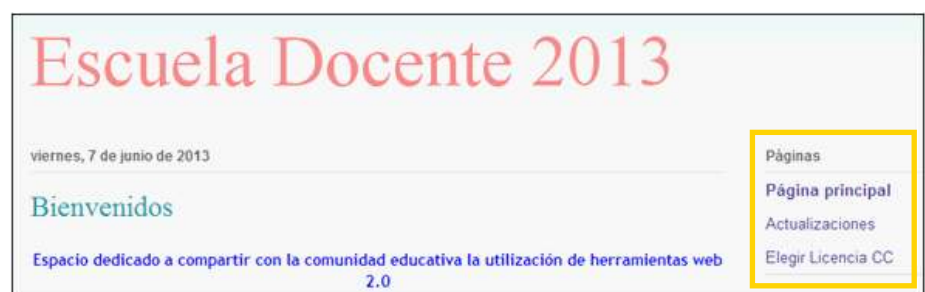 Escuela Docente 2013
viernes, 7 de junio de 2013
Bienvenidos
Espacio dedicado a compartir con la comunidad educativa la utilización de herramientas web
2.0
Páginas
Página principal
Actualizaciones
Elegir Licencia CC